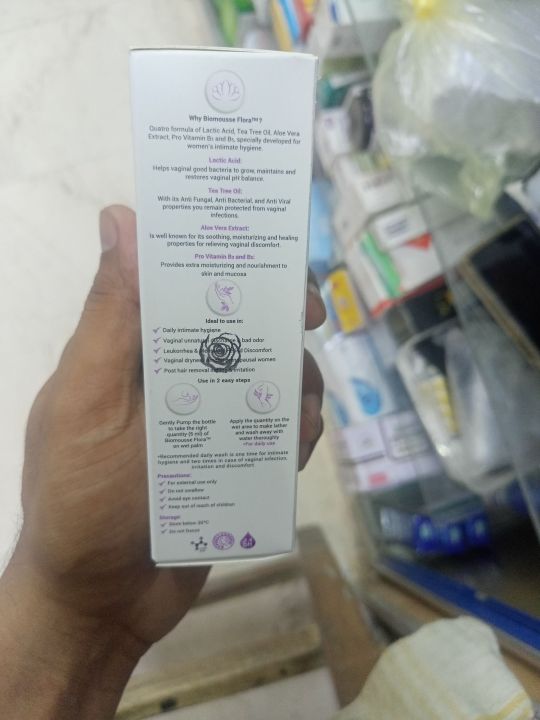 Why Biomousse Flora™ ?
Quatro formula of Lactic Acid, Tea Tree Oil, Aloe Vera
Extract, Pro Vitamin B₃ and B₅, specially developed for
women's intimate hygiene.
Lactic Acid:
Helps vaginal good bacteria to grow, maintains and
restores vaginal pH balance.
Tea Tree Oil:
With its Anti Fungal, Anti Bacterial, and Anti Viral
properties you remain protected from vaginal
infections.
Aloe Vera Extract:
Is well known for its soothing, moisturizing and healing
properties for relieving vaginal discomfort.
Pro Vitamin B₃ and B₅:
Provides extra moisturizing and nourishment to
skin and mucosa
Ideal to use in:
Daily intimate hygiene
Vaginal unnatural & bad odor
Leukorrhea & Discomfort
Vaginal dryness women
Post hair removal irritation
Use in 2 easy steps
Gently Pump the bottle
to take the right
quantity (5 ml) of
Biomousse Flora™
on wet palm
Apply the quantity on the
wet area to make lather
and wash away with
water thoroughly
•For daily use
•Recommended daily wash is one time for intimate
hygiene and two times in case of vaginal infection,
irritation and discomfort.
Precautions:
For external use only
Do not swallow
Avoid eye contact
Keep out of reach of children
Storage:
Store below 30°C
Do not freeze